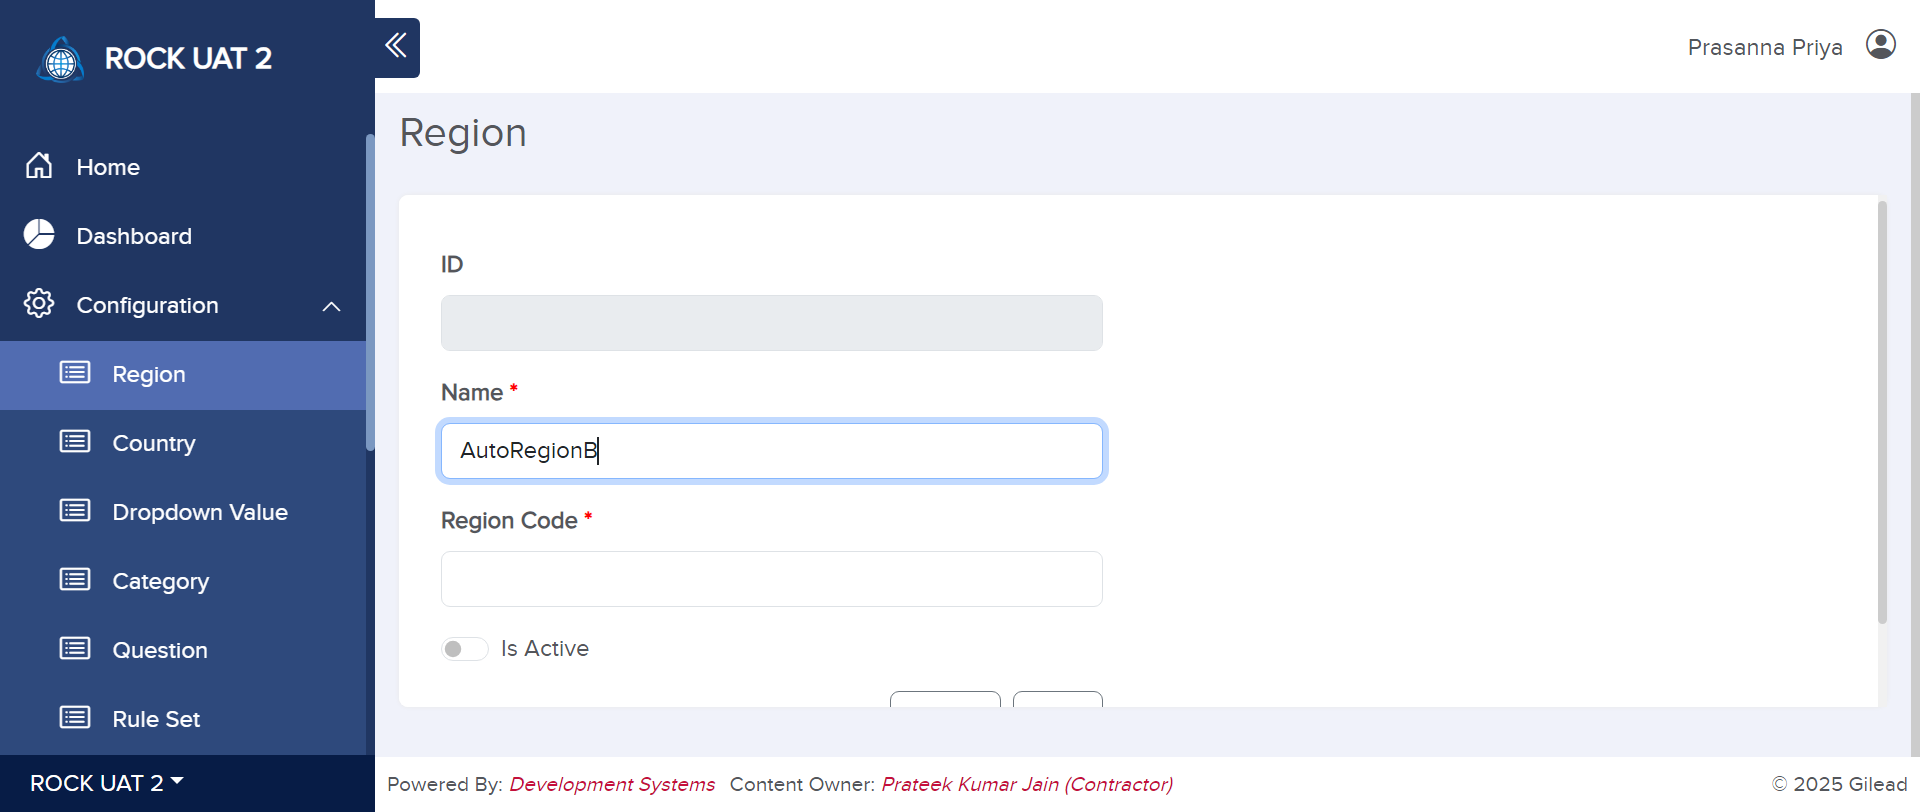 ROCK UAT 2
Prasanna Priya
Home
Dashboard
Configuration
Region
Country
Dropdown Value
Category
Question
Rule Set
ROCK UAT 2
Region
ID
Name *
AutoRegionB
Region Code *
Is Active
Powered By: Development Systems Content Owner: Prateek Kumar Jain (Contractor)
© 2025 Gilead